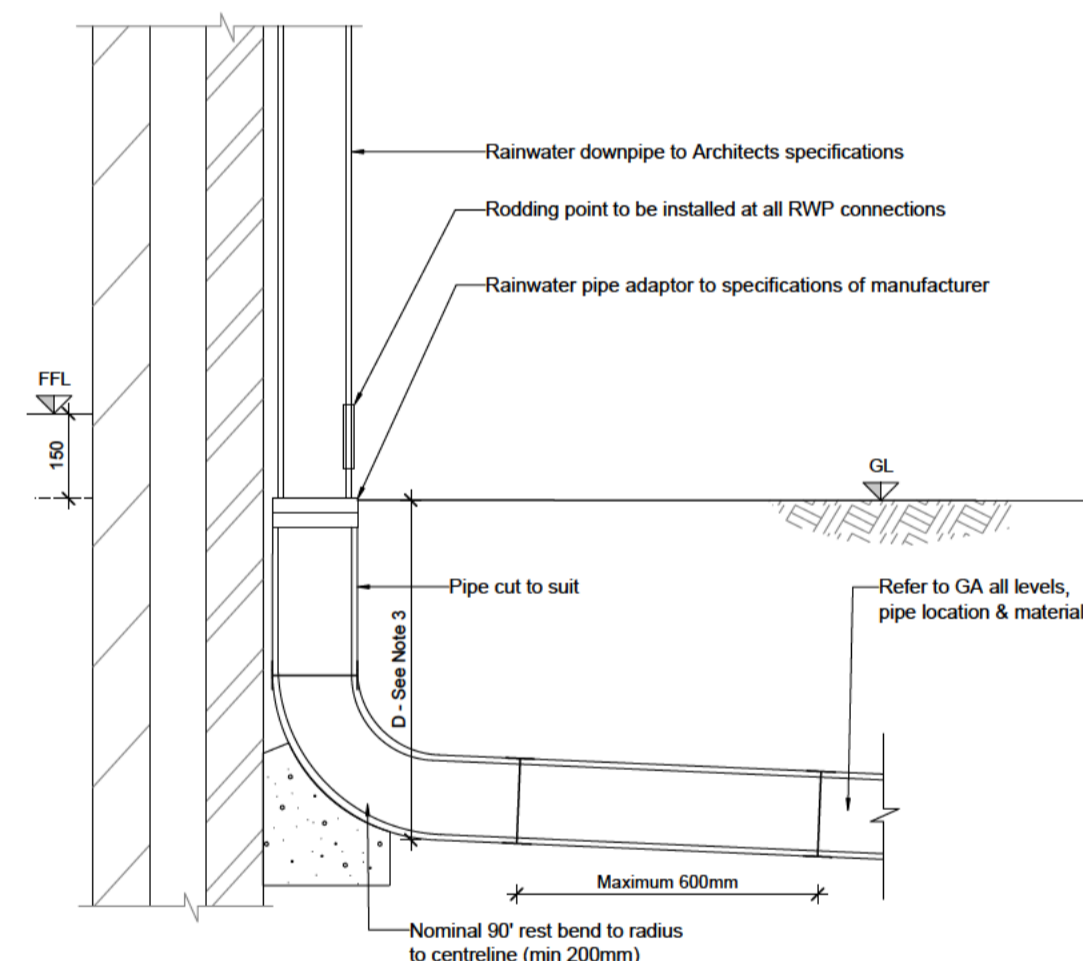 Rainwater downpipe to Architects specifications
Rodding point to be installed at all RWP connections
Rainwater pipe adaptor to specifications of manufacturer
FFL
150
GL
Pipe cut to suit
Refer to GA all levels,
pipe location & material
D - See Note 3
Maximum 600mm
Nominal 90' rest bend to radius
to centreline (min 200mm)